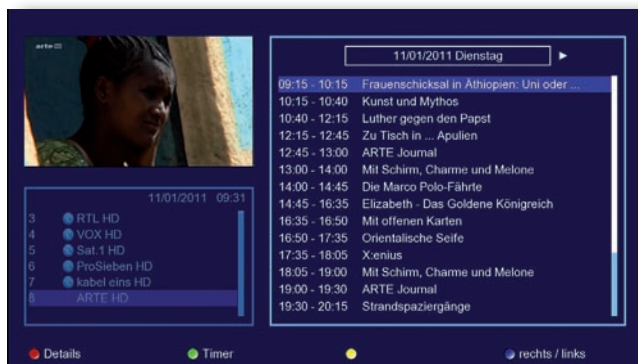 arte HD
11/01/2011 09:31
3 RTL HD
4 VOX HD
5 Sat.1 HD
6 ProSieben HD
7 kabel eins HD
8 ARTE HD
11/01/2011 Dienstag
09:15 - 10:15 Frauenschicksal in Äthiopien: Uni oder ...
10:15 - 10:40 Kunst und Mythos
10:40 - 12:15 Luther gegen den Papst
12:15 - 12:45 Zu Tisch in ... Apulien
12:45 - 13:00 ARTE Journal
13:00 - 14:00 Mit Schirm, Charme und Melone
14:00 - 14:45 Die Marco Polo-Fährte
14:45 - 16:35 Elizabeth - Das Goldene Königreich
16:35 - 16:50 Mit offenen Karten
16:50 - 17:35 Orientalische Seife
17:35 - 18:05 X:enius
18:05 - 19:00 Mit Schirm, Charme und Melone
19:00 - 19:30 ARTE Journal
19:30 - 20:15 Strandspaziergänge
Details
Timer
rechts / links